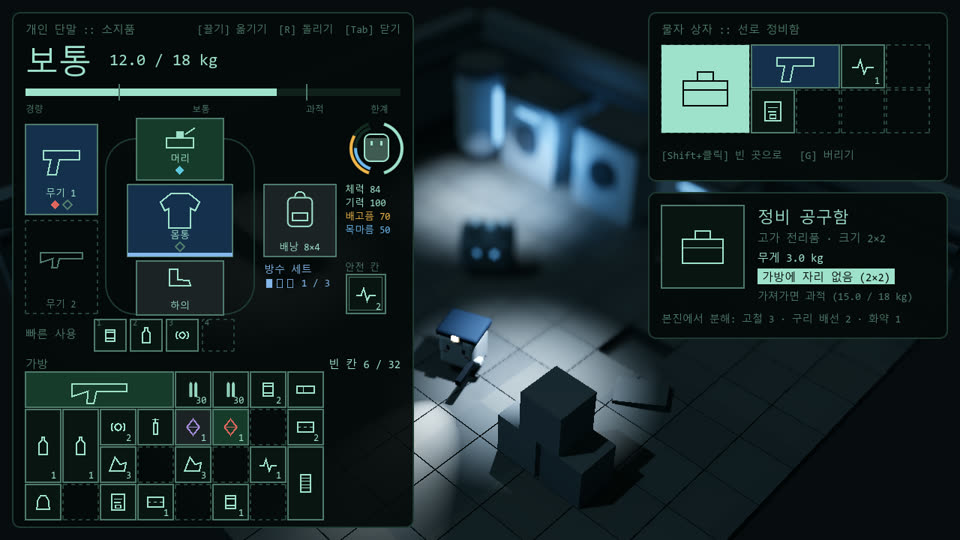 개인 단말 :: 소지품
[끌기] 옮기기 [R] 돌리기 [Tab] 닫기
보통 12.0 / 18 kg
경량 보통 과적 한계
무기 1
머리
몸통
하의
배낭 8×4
체력 84
기력 100
배고픔 70
목마름 50
방수 세트
1 / 3
안전 칸
2
무기 2
빠른 사용 1 2 3 4
가방 빈 칸 6 / 32
30 30 2
1 1 2 1 1 2
3 3 1
1 1
물자 상자 :: 선로 정비함
1
[Shift+클릭] 빈 곳으로 [G] 버리기
정비 공구함
고가 전리품 · 크기 2×2
무게 3.0 kg
가방에 자리 없음 (2×2)
가져가면 과적 (15.0 / 18 kg)
본진에서 분해: 고철 3 · 구리 배선 2 · 화약 1